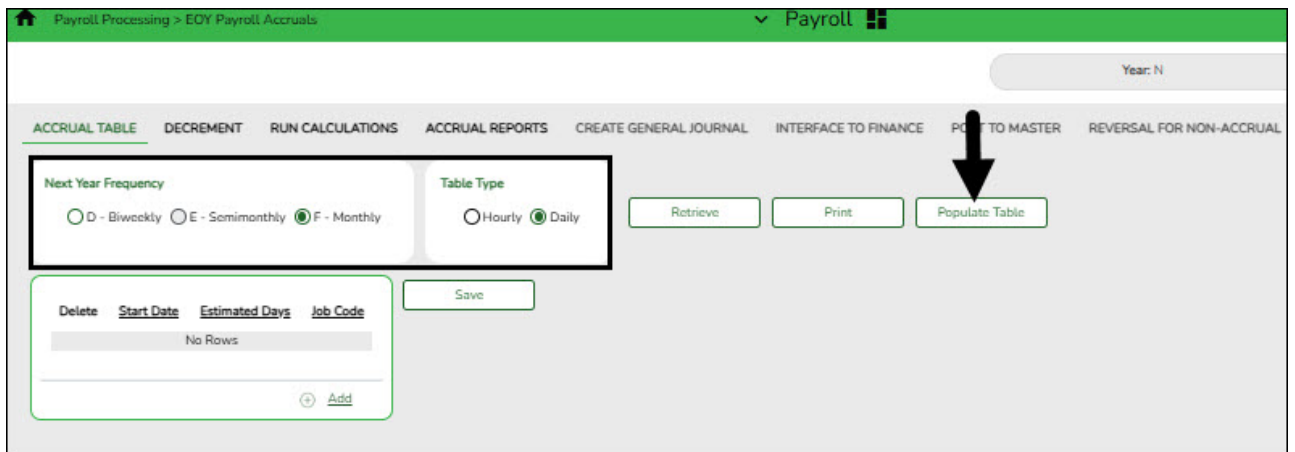 Payroll Processing > EOY Payroll Accruals
Payroll
Year: N
ACCRUAL TABLE DECREMENT RUN CALCULATIONS ACCRUAL REPORTS CREATE GENERAL JOURNAL INTERFACE TO FINANCE TO MASTER REVERSAL FOR NON-ACCRUAL
Next Year Frequency
D - Biweekly E - Semimonthly F - Monthly
Table Type
Hourly Daily
Retrieve
Print
Populate Table
Save
Delete Start Date Estimated Days Job Code
No Rows
Add